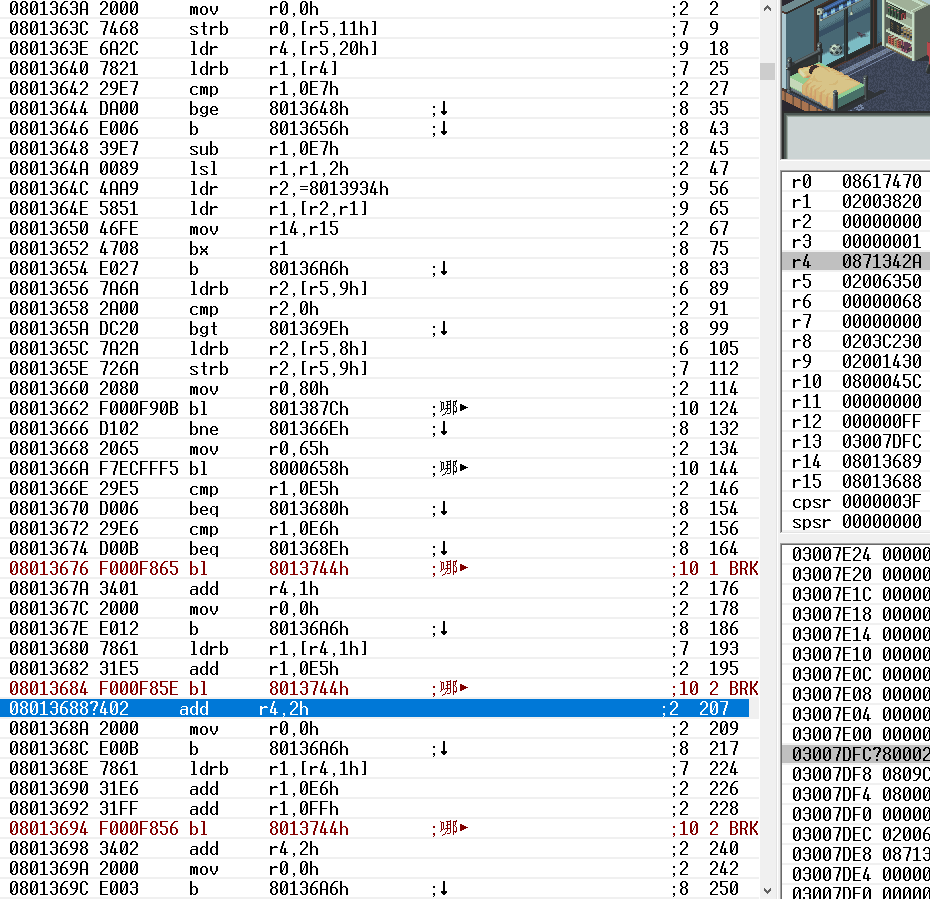 0801363A 2000 mov r0,0h ;2 2
0801363C 7468 strb r0,[r5,11h] ;7 9
0801363E 6A2C ldr r4,[r5,20h] ;9 18
08013640 7821 ldrb r1,[r4] ;7 25
08013642 29E7 cmp r1,0E7h ;2 27
08013644 DA00 bge 8013648h ;8 35
08013646 E006 b 8013656h ;8 43
08013648 39E7 sub r1,0E7h ;2 45
0801364A 0089 lsl r1,r1,2h ;2 47
0801364C 4AA9 ldr r2,=8013934h ;9 56
0801364E 5851 ldr r1,[r2,r1] ;9 65
08013650 46FE mov r14,r15 ;2 67
08013652 4708 bx r1 ;8 75
08013654 E027 b 80136A6h ;↓ ;8 83
08013656 7A6A ldrb r2,[r5,9h] ;6 89
08013658 2A00 cmp r2,0h ;2 91
0801365A DC20 bgt 801369Eh ;↓ ;8 99
0801365C 7A2A ldrb r2,[r5,8h] ;6 105
0801365E 726A strb r2,[r5,9h] ;7 112
08013660 2080 mov r0,80h ;2 114
08013662 F000F90B bl 801387Ch ;哪► ;10 124
08013666 D102 bne 801366Eh ;↓ ;8 132
08013668 2065 mov r0,65h ;2 134
0801366A F7ECFFF5 bl 8000658h ;哪► ;10 144
0801366E 29E5 cmp r1,0E5h ;2 146
08013670 D006 beq 8013680h ;↓ ;8 154
08013672 29E6 cmp r1,0E6h ;2 156
08013674 D00B beq 801368Eh ;↓ ;8 164
08013676 F000F865 bl 8013744h ;哪► ;10 1 BRK
0801367A 3401 add r4,1h ;2 176
0801367C 2000 mov r0,0h ;2 178
0801367E E012 b 80136A6h ;↓ ;8 186
08013680 7861 ldrb r1,[r4,1h] ;7 193
08013682 31E5 add r1,0E5h ;2 195
08013684 F000F85E bl 8013744h ;哪► ;10 2 BRK
08013688?402 add r4,2h ;2 207
0801368A 2000 mov r0,0h ;2 209
0801368C E00B b 80136A6h ;↓ ;8 217
0801368E 7861 ldrb r1,[r4,1h] ;7 224
08013690 31E6 add r1,0E6h ;2 226
08013692 31FF add r1,0FFh ;2 228
08013694 F000F856 bl 8013744h ;哪► ;10 2 BRK
08013698 3402 add r4,2h ;2 240
0801369A 2000 mov r0,0h ;2 242
0801369C E003 b 80136A6h ;↓ ;8 250
r0 08617470
r1 02003820
r2 00000000
r3 00000001
r4 0871342A
r5 02006350
r6 00000068
r7 00000000
r8 0203C230
r9 02001430
r10 0800045C
r11 00000000
r12 000000FF
r13 03007DFC
r14 08013689
r15 08013688
cpsr 0000003F
spsr 00000000
03007E24 00000
03007E20 00000
03007E1C 00000
03007E18 00000
03007E14 00000
03007E10 00000
03007E0C 00000
03007E08 00000
03007E04 00000
03007E00 00000
03007DFC?80002
03007DF8 0809C
03007DF4 08000
03007DF0 00000
03007DEC 02006
03007DE8 08713
03007DE4 00000
03007DE0 00000